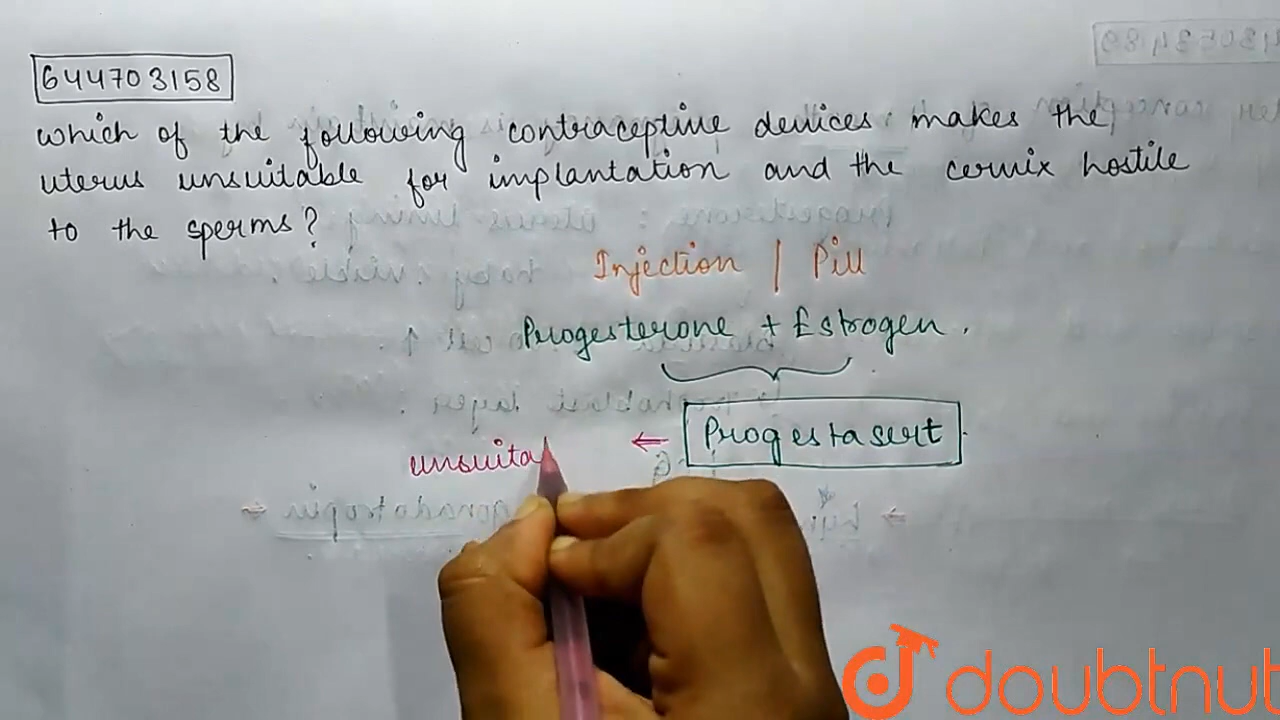 644703158
which of the following contraceptive devices makes the
uterus unsuitable for implantation and the cervix hostile
to the sperms?
Injection / Pill
Progesterone + Estrogen.
← Progestasert
unsuita
doubtnut